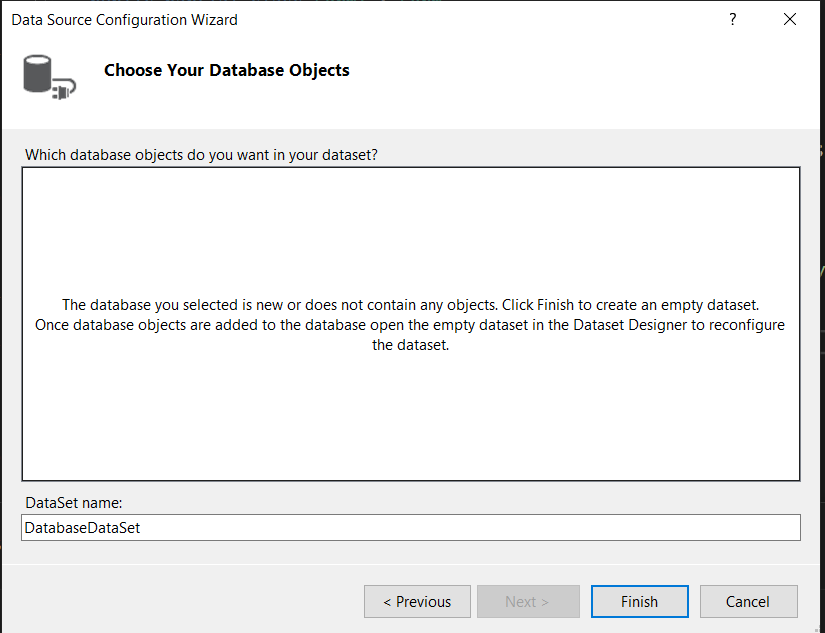 Data Source Configuration Wizard
?
Choose Your Database Objects
Which database objects do you want in your dataset?
The database you selected is new or does not contain any objects. Click Finish to create an empty dataset.
Once database objects are added to the database open the empty dataset in the Dataset Designer to reconfigure
the dataset.
DataSet name:
DatabaseDataSet
< Previous
Next >
Finish
Cancel